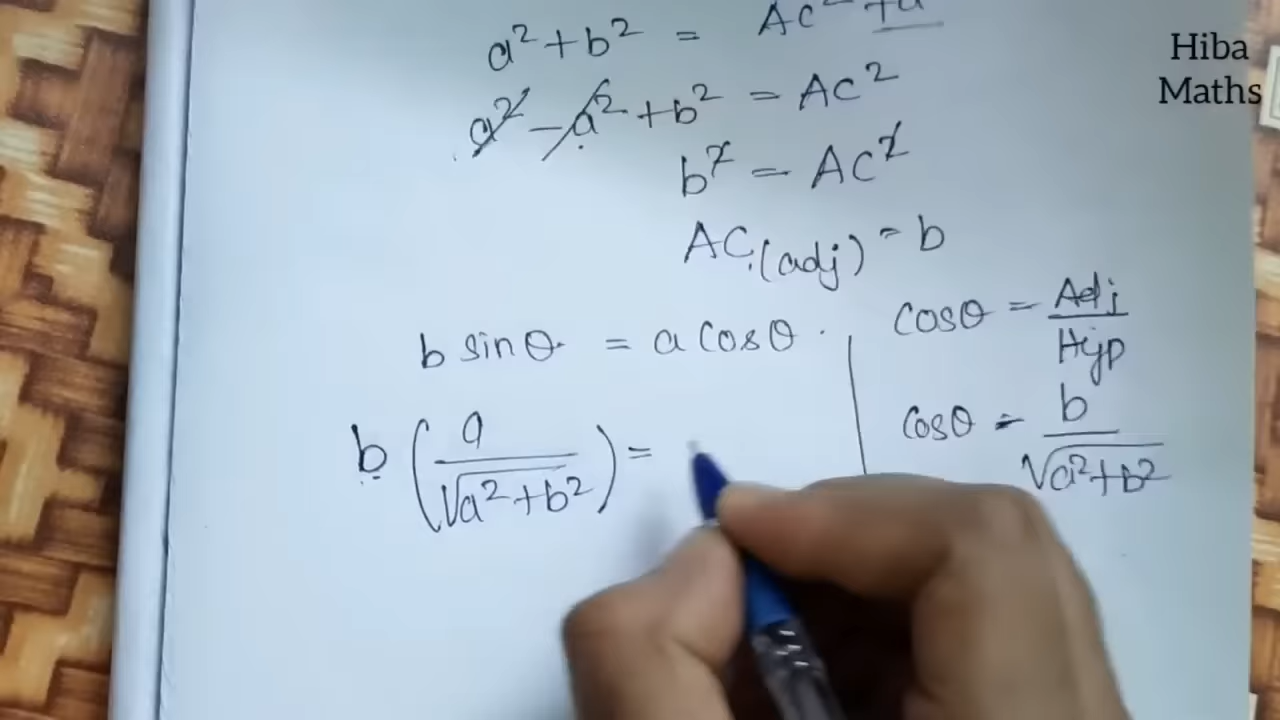 a² + b² = AC² + a
a² - a² + b² = AC²
b² = AC²
AC (adj) = b
b sinθ = a cosθ
b (a / √a²+b²) =
cosθ = Adj / Hyp
cosθ = b / √a²+b²
Hiba
Maths